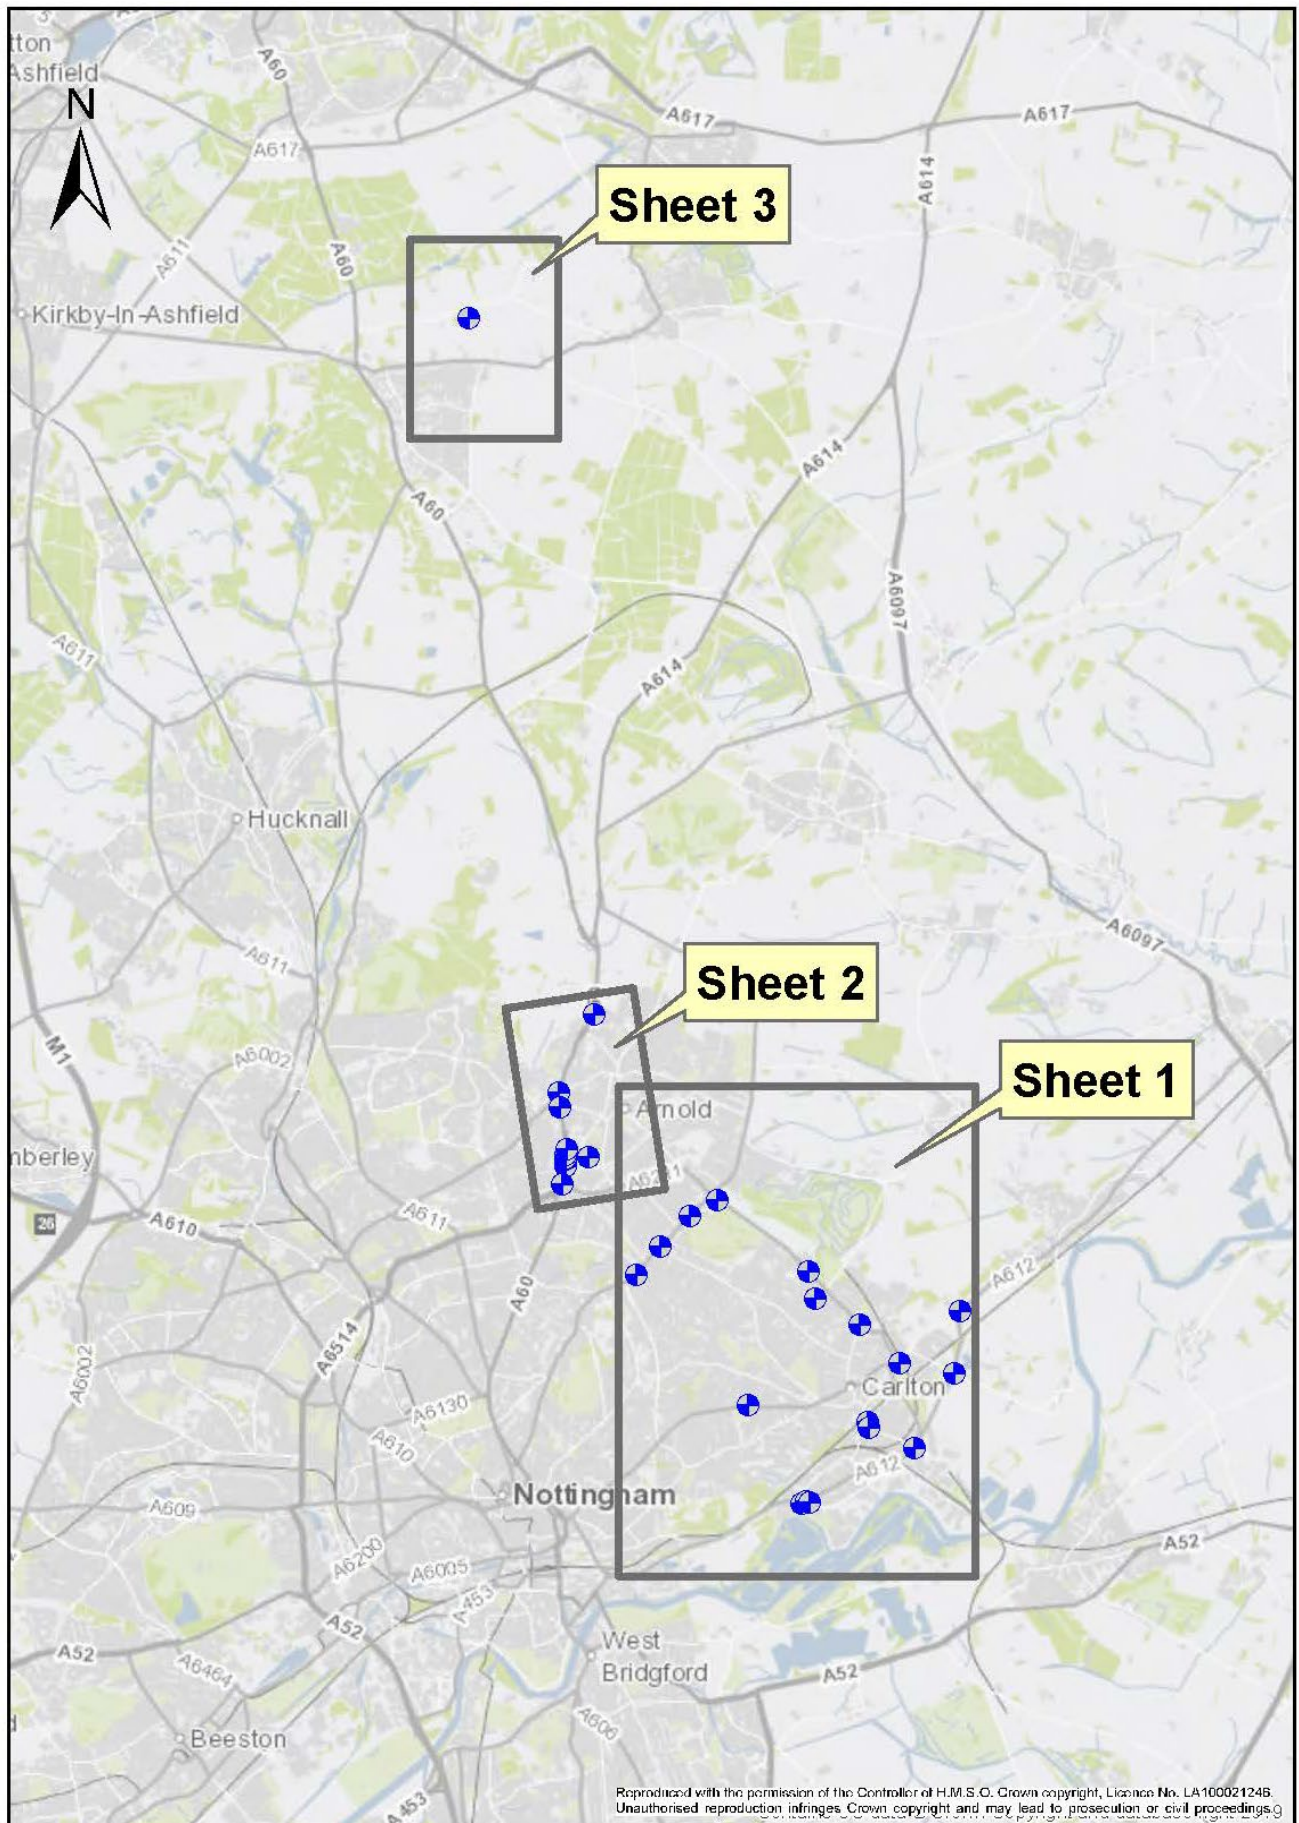 tton
Ashfield
A60
N
A617
A617
A617
A614
Sheet 3
A611
A60
Kirkby-In-Ashfield
A614
A60
A6097
A611
A614
Hucknall
A6097
A611
Sheet 2
M1
A6002
Sheet 1
Arnold
nberley
A6211
26
A610
A611
A612
A60
A6514
A6002
Carlton
A6130
A610
A612
Nottingham
A609
A52
A6200
A6005
A453
A52
West
Bridgford
A52
A6464
A52
A606
Beeston
A453
Reproduced with the permission of the Controller of H.M.S.O. Crown copyright, Licence No. LA100021246.
Unauthorised reproduction infringes Crown copyright and may lead to prosecution or civil proceedings.